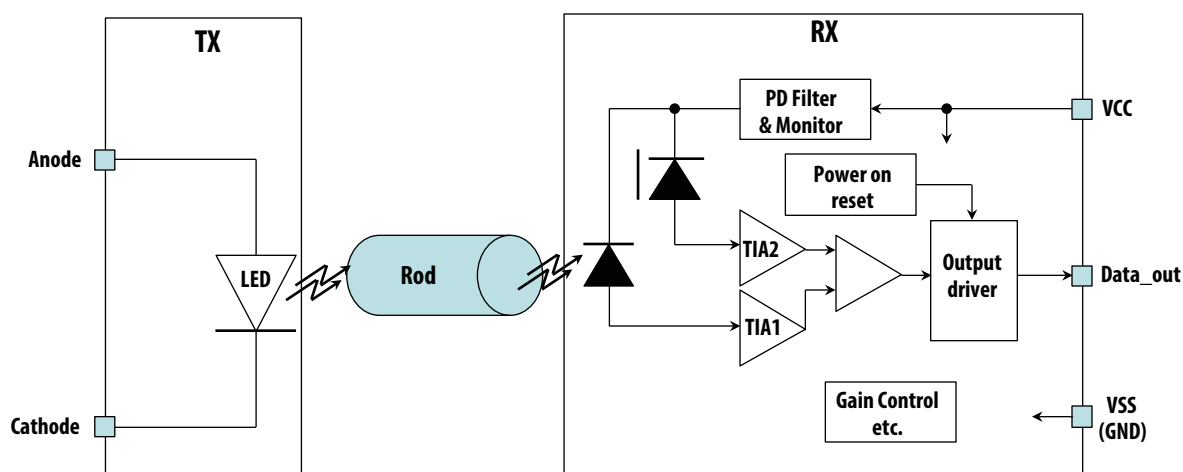 TX
RX
PD Filter
& Monitor
VCC
Anode
Power on
reset
LED
Rod
TIA2
Output
driver
Data_out
TIA1
Cathode
Gain Control
etc.
VSS
(GND)